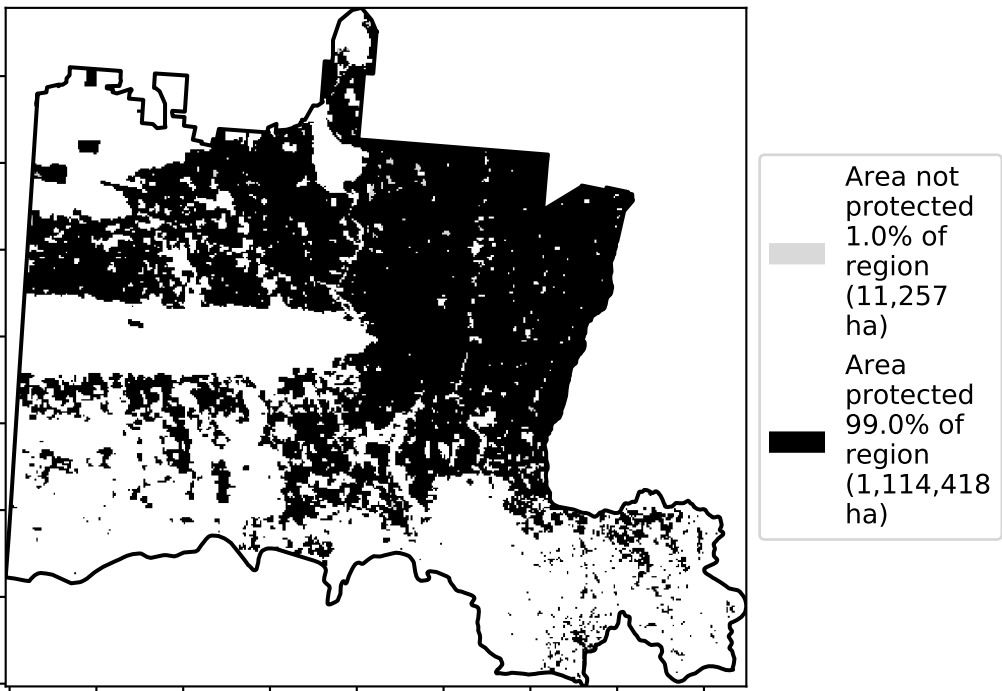 Area not
protected
1.0% of
region
(11,257
ha)
Area
protected
99.0% of
region
(1,114,418
ha)